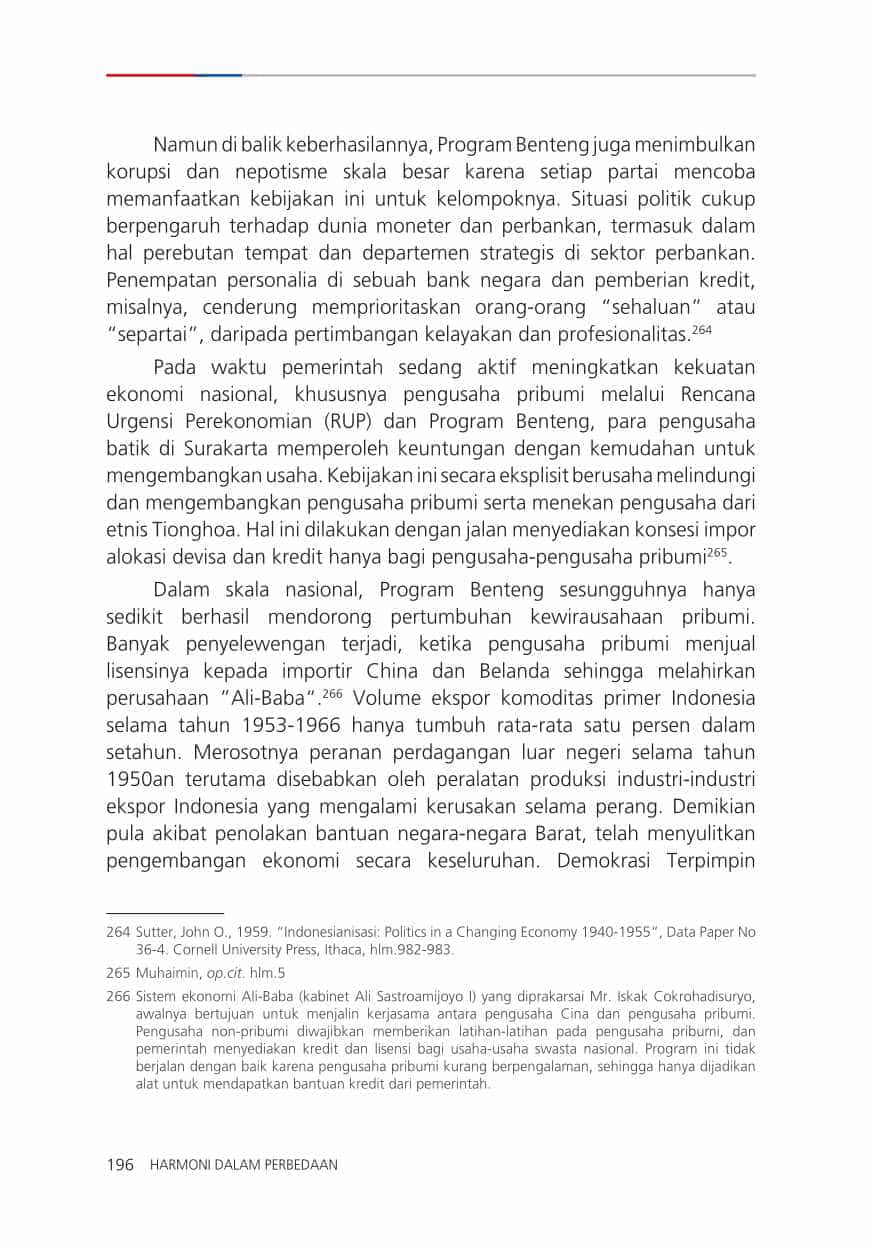 Namun di balik keberhasilannya, Program Benteng juga menimbulkan
korupsi dan nepotisme skala besar karena setiap partai mencoba
memanfaatkan kebijakan ini untuk kelompoknya. Situasi politik cukup
berpengaruh terhadap dunia moneter dan perbankan, termasuk dalam
hal perebutan tempat dan departemen strategis di sektor perbankan.
Penempatan personalia di sebuah bank negara dan pemberian kredit,
misalnya, cenderung memprioritaskan orang-orang “sehaluan” atau
“separtai”, daripada pertimbangan kelayakan dan profesionalitas.264
Pada waktu pemerintah sedang aktif meningkatkan kekuatan
ekonomi nasional, khususnya pengusaha pribumi melalui Rencana
Urgensi Perekonomian (RUP) dan Program Benteng, para pengusaha
batik di Surakarta memperoleh keuntungan dengan kemudahan untuk
mengembangkan usaha. Kebijakan ini secara eksplisit berusaha melindungi
dan mengembangkan pengusaha pribumi serta menekan pengusaha dari
etnis Tionghoa. Hal ini dilakukan dengan jalan menyediakan konsesi impor
alokasi devisa dan kredit hanya bagi pengusaha-pengusaha pribumi265.
Dalam skala nasional, Program Benteng sesungguhnya hanya
sedikit berhasil mendorong pertumbuhan kewirausahaan pribumi.
Banyak penyelewengan terjadi, ketika pengusaha pribumi menjual
lisensinya kepada importir China dan Belanda sehingga melahirkan
perusahaan ”Ali-Baba“.266 Volume ekspor komoditas primer Indonesia
selama tahun 1953-1966 hanya tumbuh rata-rata satu persen dalam
setahun. Merosotnya peranan perdagangan luar negeri selama tahun
1950an terutama disebabkan oleh peralatan produksi industri-industri
ekspor Indonesia yang mengalami kerusakan selama perang. Demikian
pula akibat penolakan bantuan negara-negara Barat, telah menyulitkan
pengembangan ekonomi secara keseluruhan. Demokrasi Terpimpin
264 Sutter, John O., 1959. “Indonesianisasi: Politics in a Changing Economy 1940-1955”, Data Paper No
36-4. Cornell University Press, Ithaca, hlm.982-983.
265 Muhaimin, op.cit. hlm.5
266 Sistem ekonomi Ali-Baba (kabinet Ali Sastroamijoyo I) yang diprakarsai Mr. Iskak Cokrohadisuryo,
awalnya bertujuan untuk menjalin kerjasama antara pengusaha Cina dan pengusaha pribumi.
Pengusaha non-pribumi diwajibkan memberikan latihan-latihan pada pengusaha pribumi, dan
pemerintah menyediakan kredit dan lisensi bagi usaha-usaha swasta nasional. Program ini tidak
berjalan dengan baik karena pengusaha pribumi kurang berpengalaman, sehingga hanya dijadikan
alat untuk mendapatkan bantuan kredit dari pemerintah.
196 HARMONI DALAM PERBEDAAN